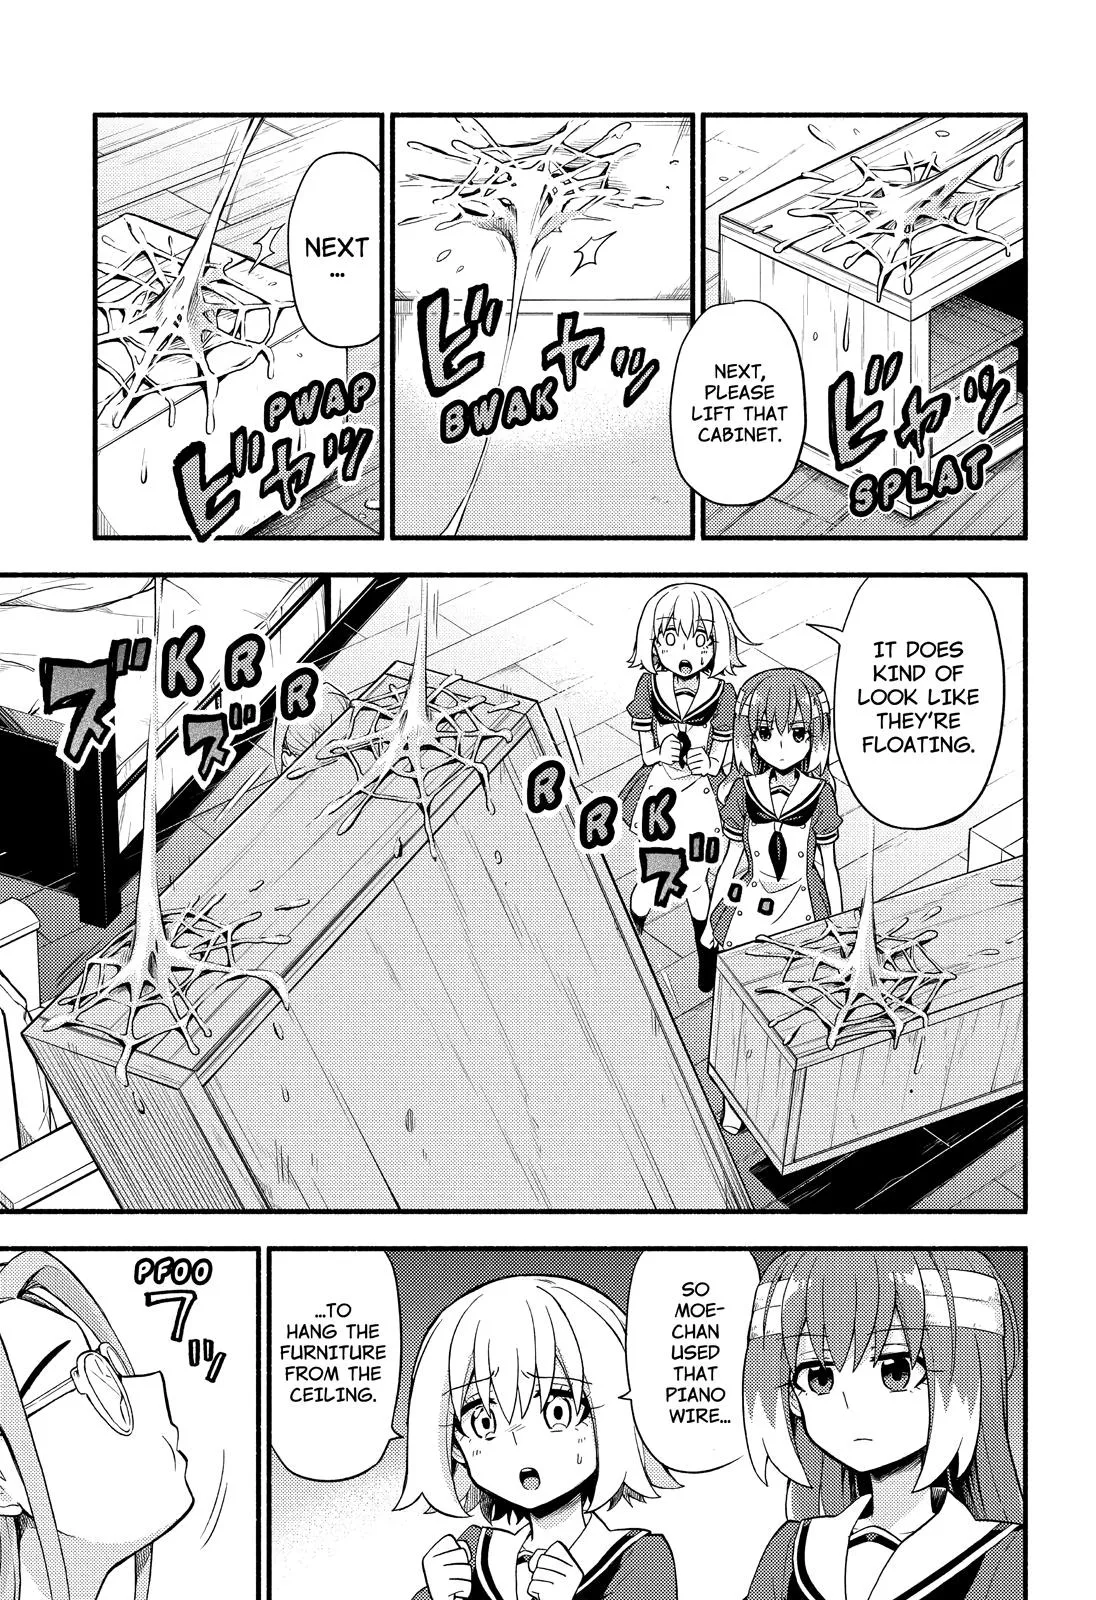 NEXT,
PLEASE
LIFT THAT
CABINET.
ビャッ
SPLAT
ビャッ
BWAK
NEXT
...
PWAP
ビャッ
IT DOES
KIND OF
LOOK LIKE
THEY'RE
FLOATING.
ズ"ズ"
KRRR
RRK
ズ"...
SO
MOE-
CHAN
USED
THAT
PIANO
WIRE...
...TO
HANG THE
FURNITURE
FROM THE
CEILING.
PFOO
フッ